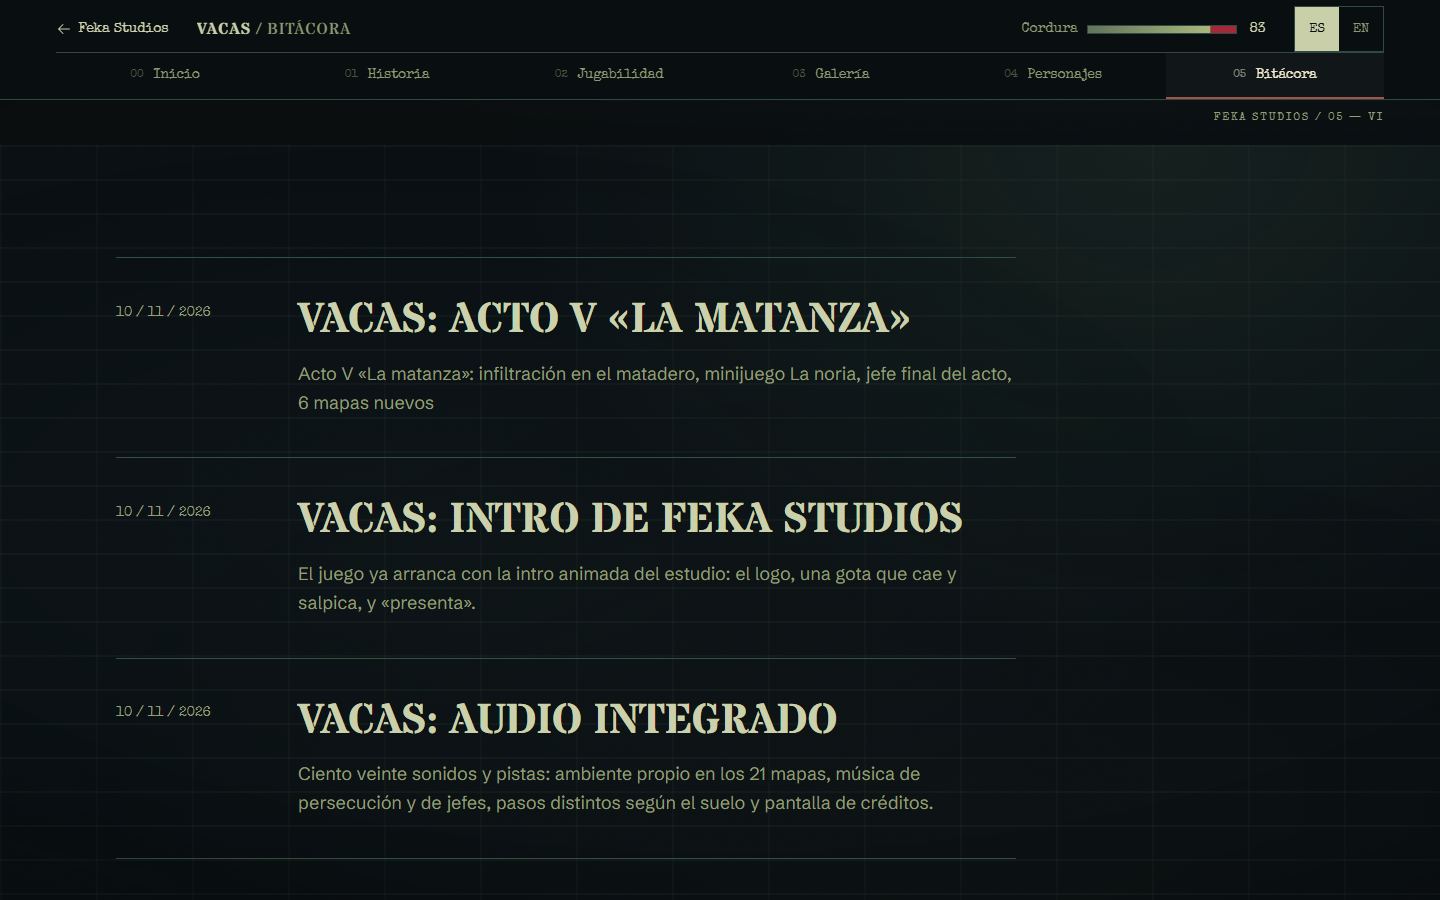 ← Feka Studios
VACAS / BITÁCORA
Cordura 83
ES EN
00 Inicio
01 Historia
02 Jugabilidad
03 Galería
04 Personajes
05 Bitácora
FEKA STUDIOS / 05 — VI
10 / 11 / 2026
VACAS: ACTO V «LA MATANZA»
Acto V «La matanza»: infiltración en el matadero, minijuego La noria, jefe final del acto,
6 mapas nuevos
10 / 11 / 2026
VACAS: INTRO DE FEKA STUDIOS
El juego ya arranca con la intro animada del estudio: el logo, una gota que cae y
salpica, y «presenta».
10 / 11 / 2026
VACAS: AUDIO INTEGRADO
Ciento veinte sonidos y pistas: ambiente propio en los 21 mapas, música de
persecución y de jefes, pasos distintos según el suelo y pantalla de créditos.